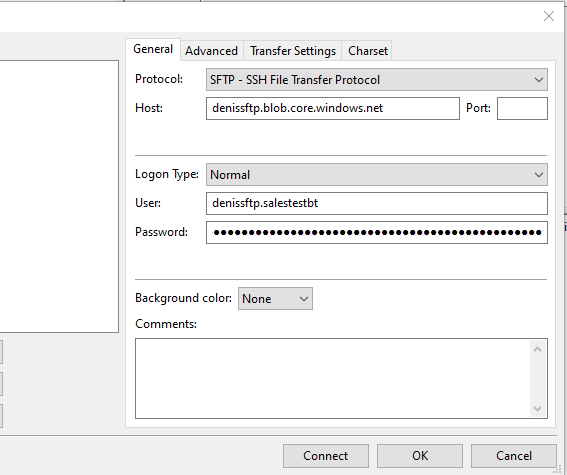 General Advanced Transfer Settings Charset
Protocol: SFTP - SSH File Transfer Protocol
Host: denissftp.blob.core.windows.net Port:
Logon Type: Normal
User: denissftp.salestestbt
Password: ●●●●●●●●●●●●●●●●●●●●●●●●●●●●●●●●●●●●●●●●●●●●●●●
Background color: None
Comments:
Connect OK Cancel